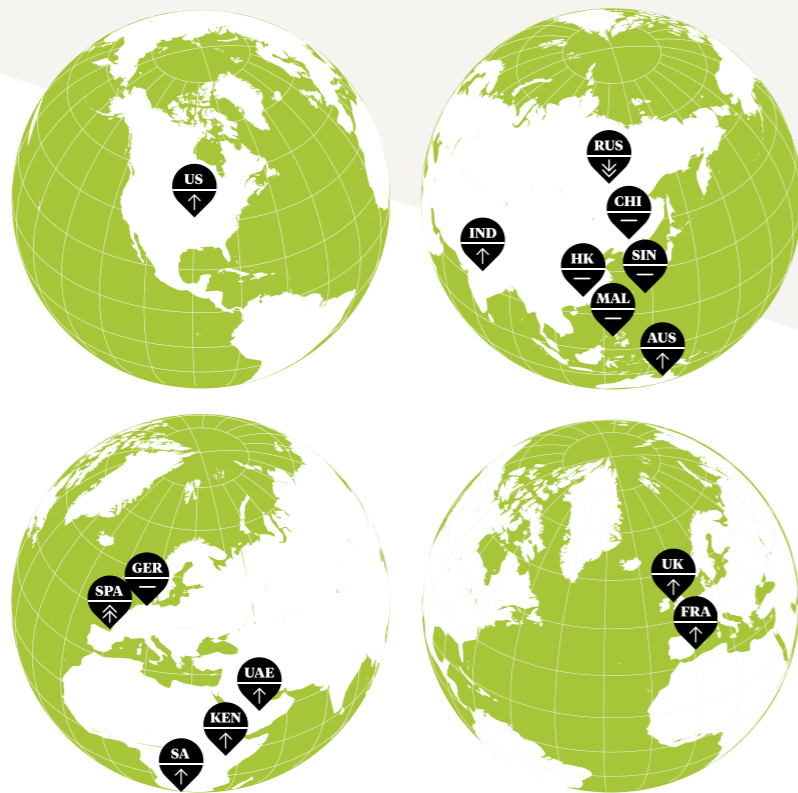 US
RUS
CHI
IND
HK
SIN
MAL
AUS
GER
SPA
UAE
KEN
SA
UK
FRA